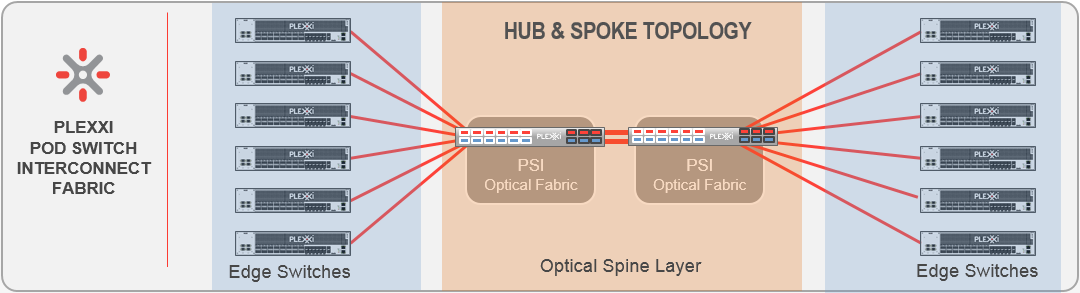 PLEXXI
POD SWITCH
INTERCONNECT
FABRIC
HUB & SPOKE TOPOLOGY
PLEXXi
PLEXXi
PLEXXi
PLEXXi
PLEXXi
PLEXXi
Edge Switches
PLEXXi
PSI
Optical Fabric
PLEXXi
PSI
Optical Fabric
Optical Spine Layer
PLEXXi
PLEXXi
PLEXXi
PLEXXi
PLEXXi
PLEXXi
Edge Switches